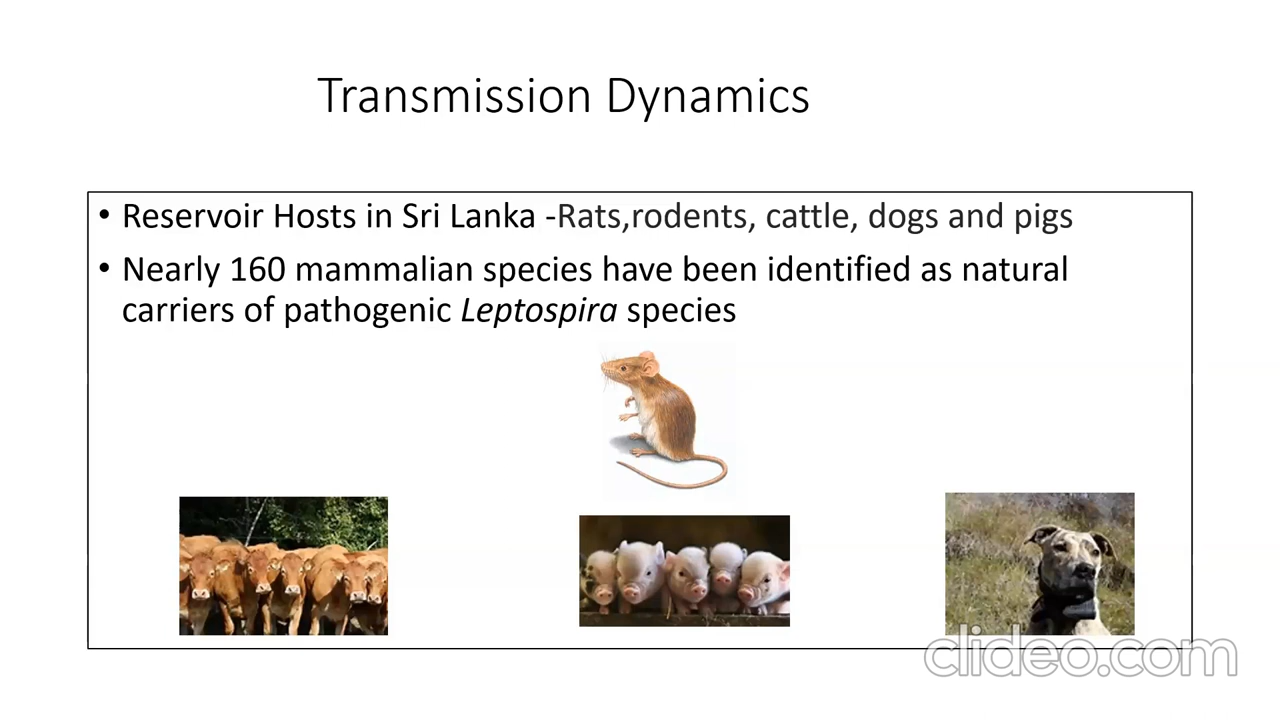 Transmission Dynamics
• Reservoir Hosts in Sri Lanka -Rats,rodents, cattle, dogs and pigs
• Nearly 160 mammalian species have been identified as natural
carriers of pathogenic Leptospira species
clideo.com